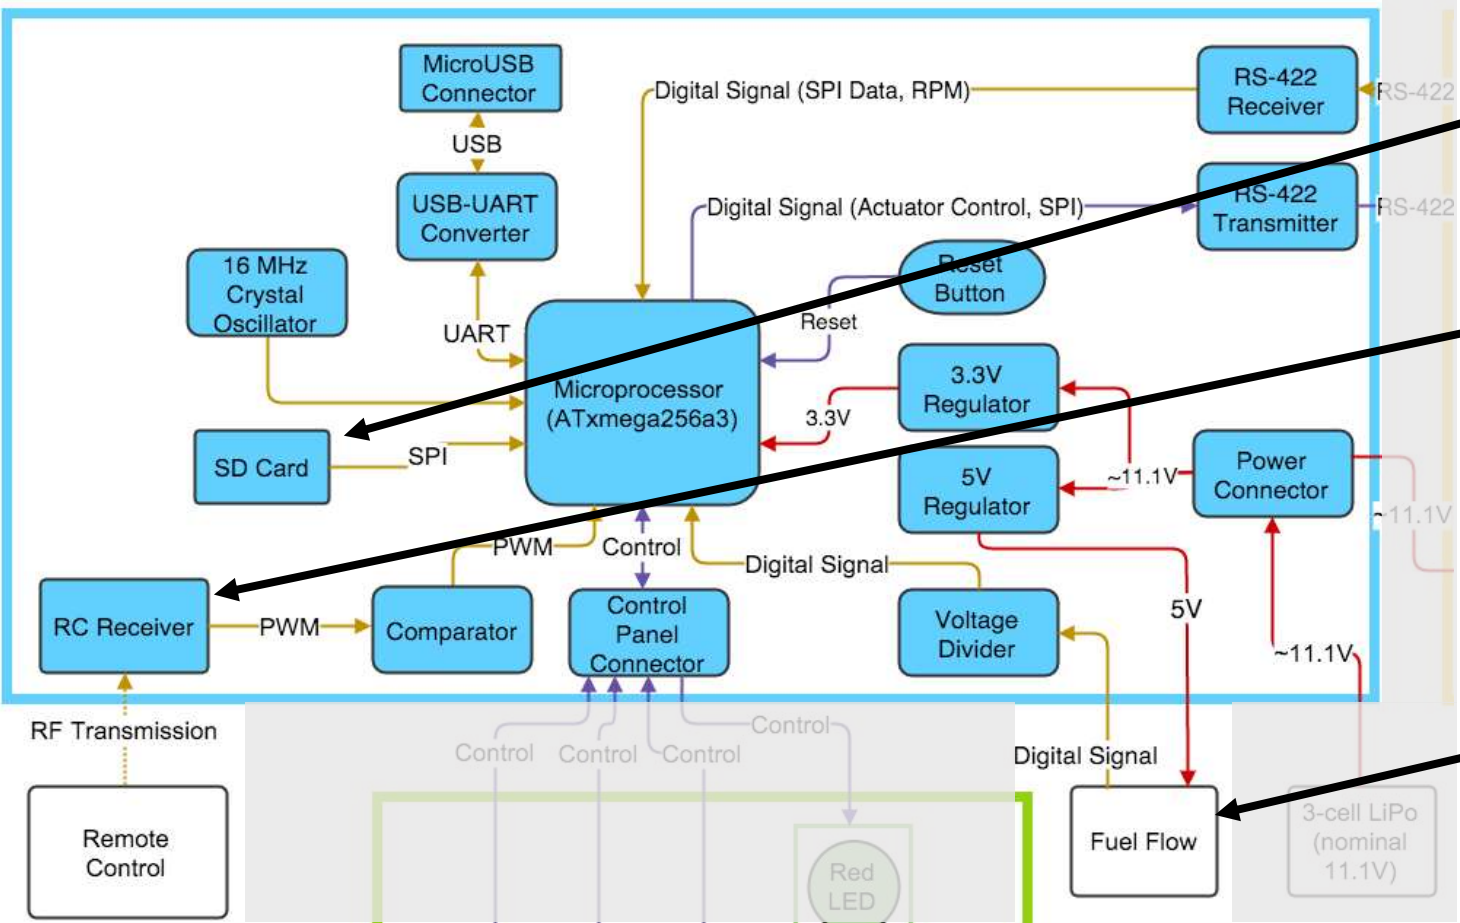 MicroUSB
Connector
USB
USB-UART
Converter
UART
16 MHz
Crystal
Oscillator
SD Card
SPI
Microprocessor
(ATxmega256a3)
Digital Signal (SPI Data, RPM)
RS-422
Receiver
RS-422
Digital Signal (Actuator Control, SPI)
RS-422
Transmitter
RS-422
Reset
Button
Reset
3.3V
Regulator
3.3V
5V
Regulator
~11.1V
Power
Connector
~11.1V
~11.1V
5V
PWM
Control
Digital Signal
RC Receiver
PWM
Comparator
Control
Panel
Connector
Voltage
Divider
RF Transmission
Remote
Control
Control
Control
Control
Control
Red
LED
Digital Signal
Fuel Flow
3-cell LiPo
(nominal
11.1V)